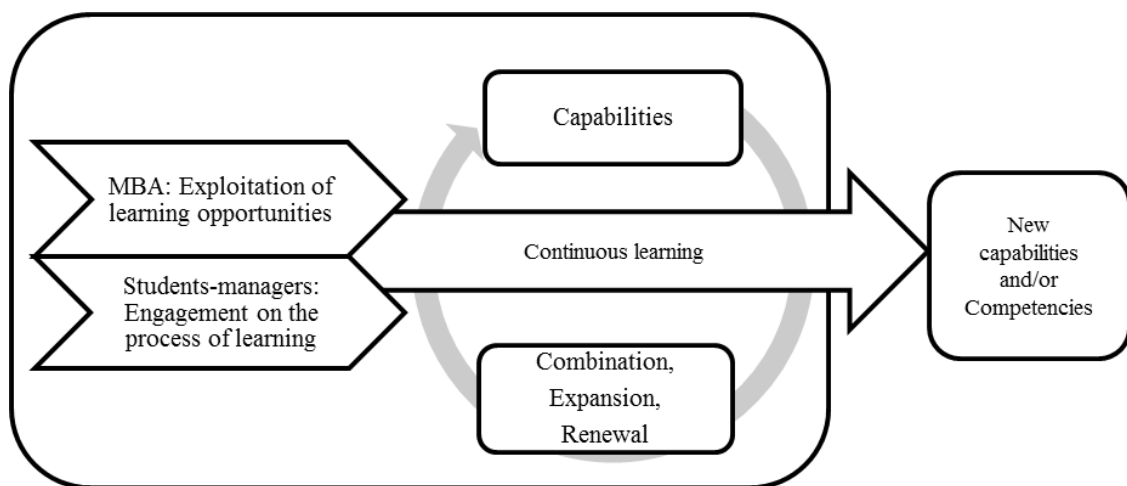 Capabilities
MBA: Exploitation of
learning opportunities
Continuous learning
Students-managers:
Engagement on the
process of learning
Combination,
Expansion,
Renewal
New
capabilities
and/or
Competencies